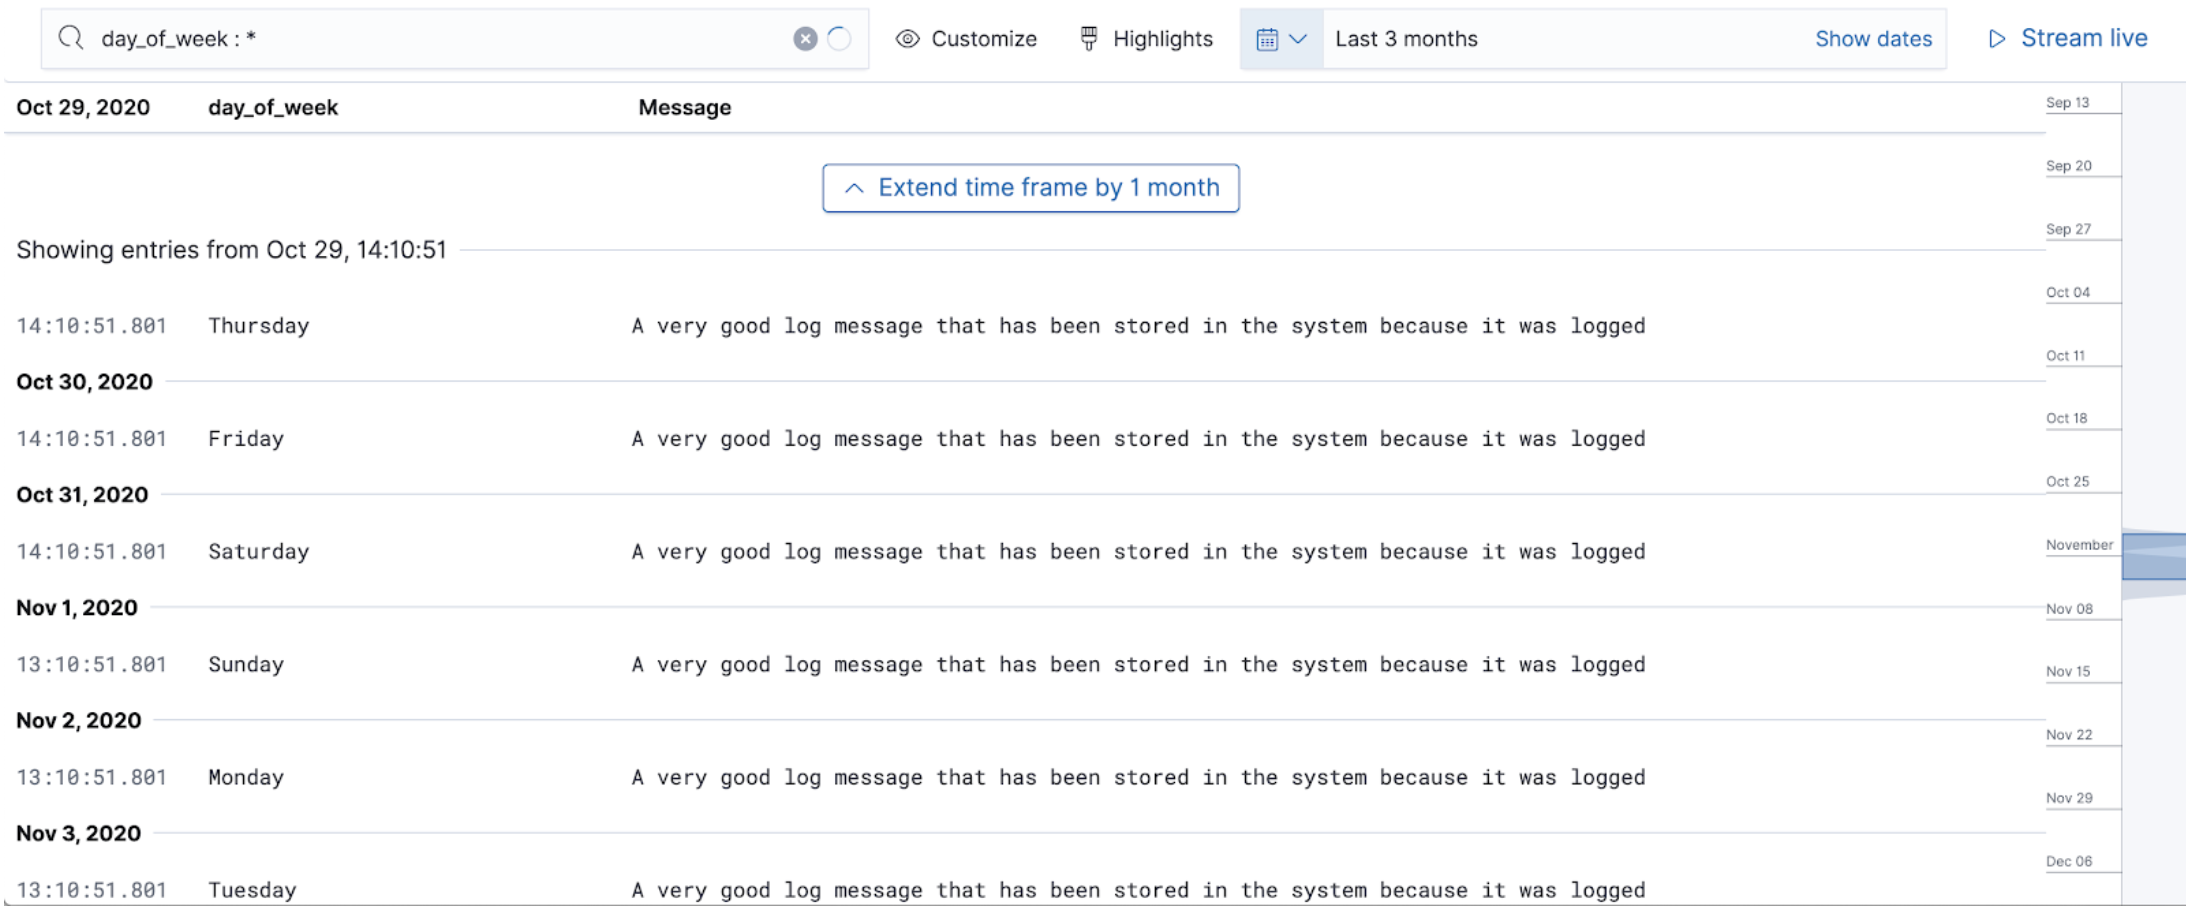 day_of_week : * Customize Highlights Last 3 months Show dates Stream live
Oct 29, 2020 day_of_week Message
Extend time frame by 1 month
Showing entries from Oct 29, 14:10:51
14:10:51.801 Thursday A very good log message that has been stored in the system because it was logged
Oct 30, 2020
14:10:51.801 Friday A very good log message that has been stored in the system because it was logged
Oct 31, 2020
14:10:51.801 Saturday A very good log message that has been stored in the system because it was logged
Nov 1, 2020
13:10:51.801 Sunday A very good log message that has been stored in the system because it was logged
Nov 2, 2020
13:10:51.801 Monday A very good log message that has been stored in the system because it was logged
Nov 3, 2020
13:10:51.801 Tuesday A very good log message that has been stored in the system because it was logged
Sep 13
Sep 20
Sep 27
Oct 04
Oct 11
Oct 18
Oct 25
November
Nov 08
Nov 15
Nov 22
Nov 29
Dec 06